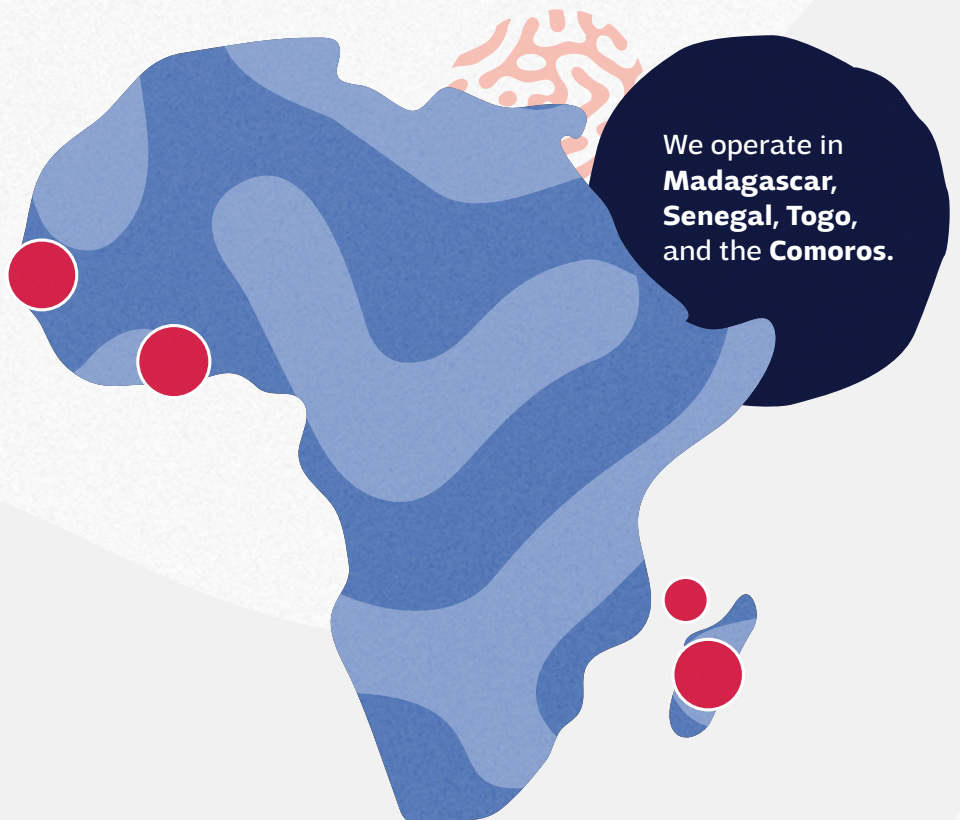 We operate in
Madagascar,
Senegal, Togo,
and the Comoros.